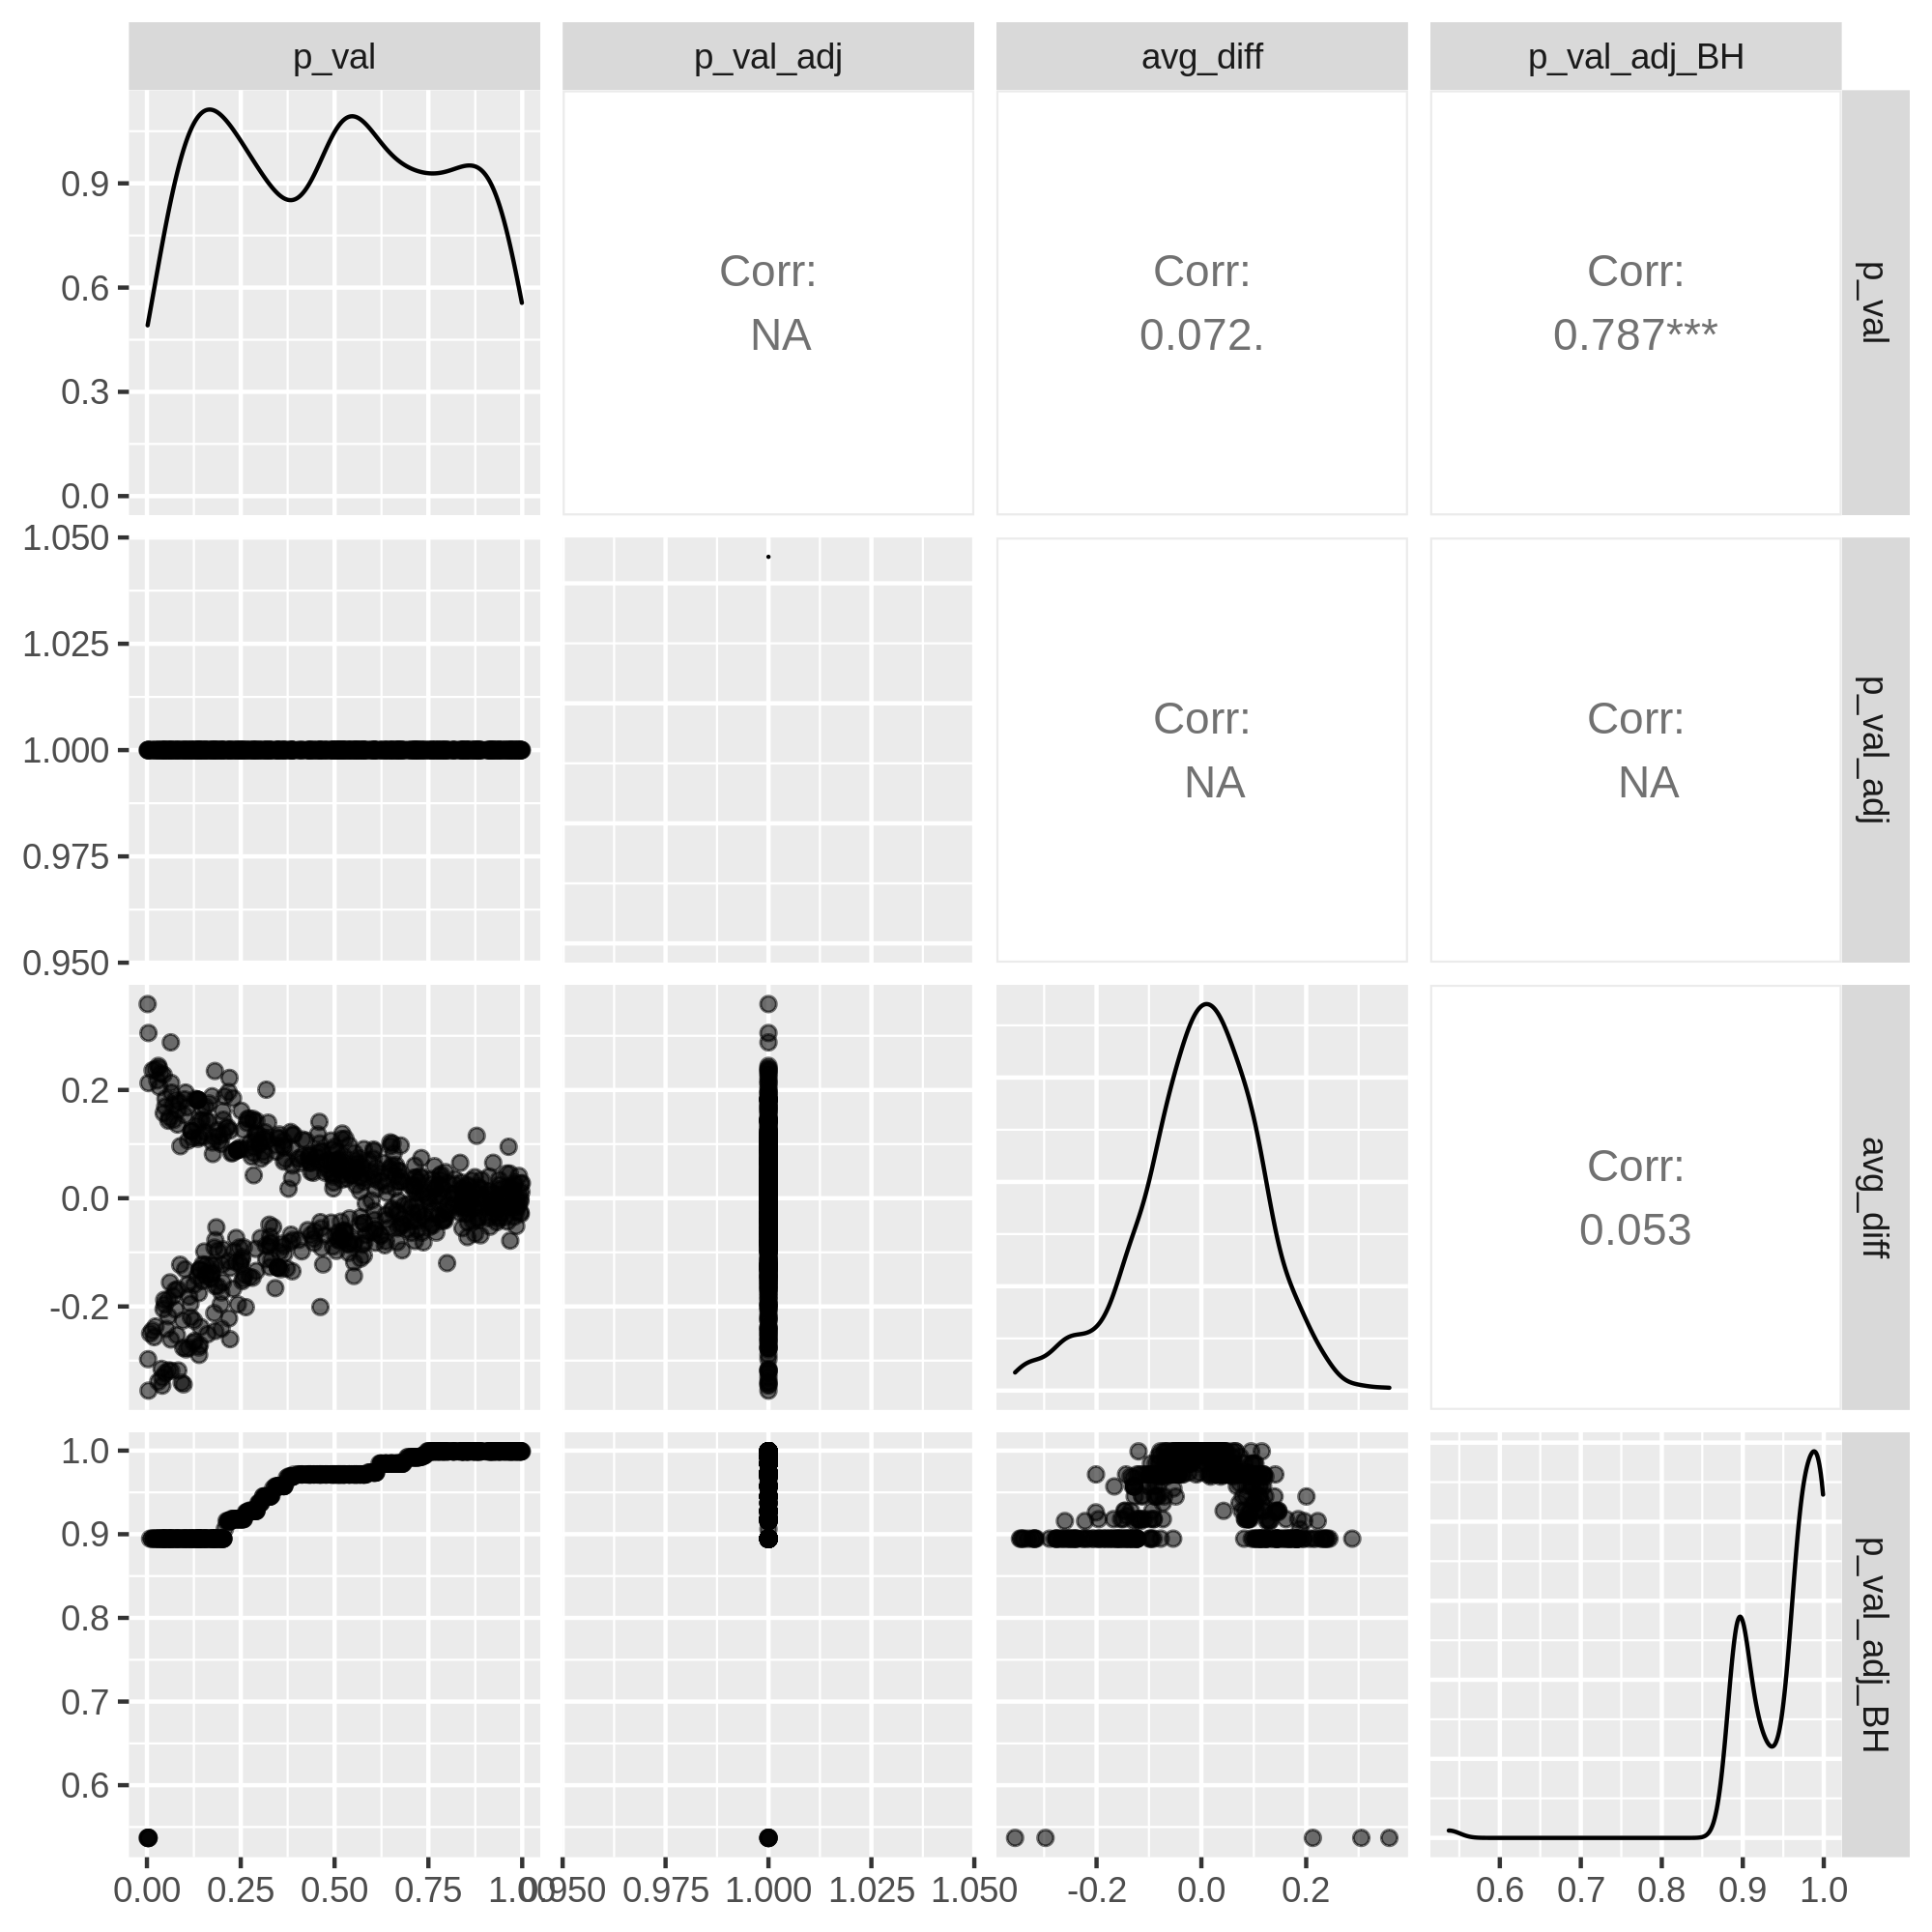 p_val
p_val_adj
avg_diff
p_val_adj_BH
0.9
0.6
0.3
0.0
Corr:
NA
Corr:
0.072.
Corr:
0.787***
p_val
1.050
1.025
1.000
0.975
0.950
Corr:
NA
Corr:
NA
p_val_adj
0.2
0.0
-0.2
Corr:
0.053
avg_diff
1.0
0.9
0.8
0.7
0.6
p_val_adj_BH
0.00 0.25 0.50 0.75 1.00
0.950 0.975 1.000 1.025 1.050
-0.2 0.0 0.2
0.6 0.7 0.8 0.9 1.0